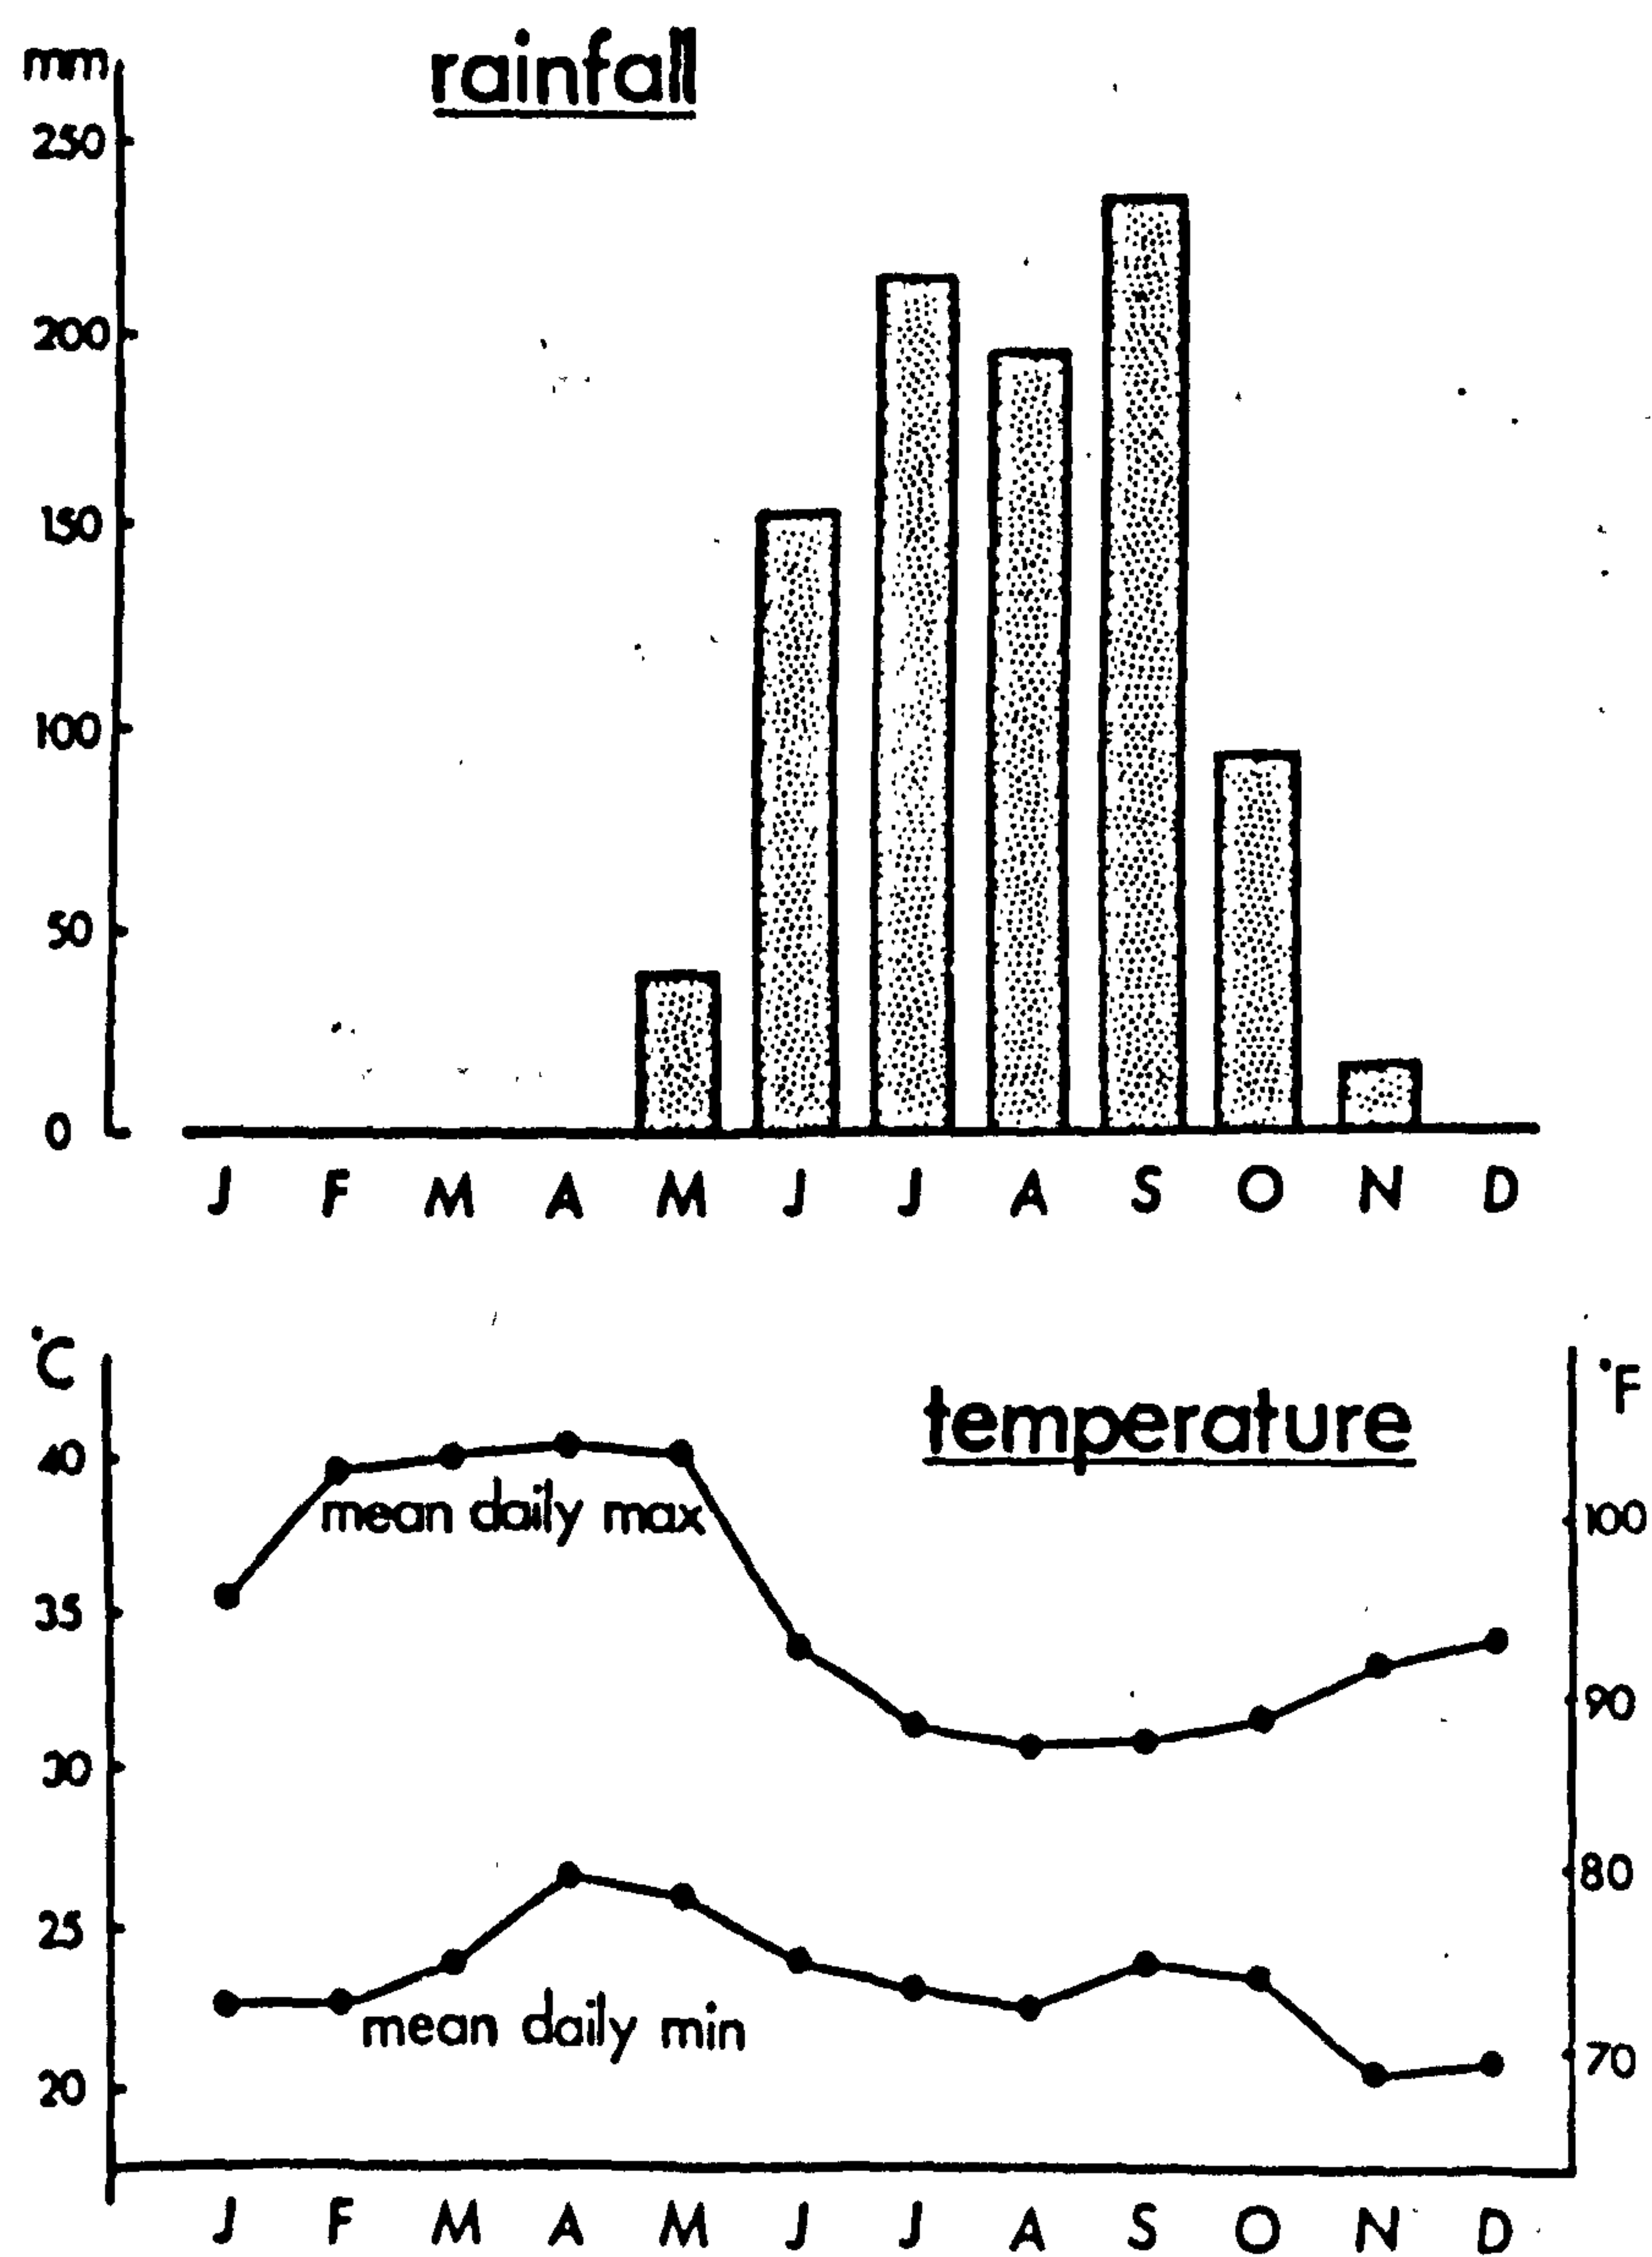 rainfall
mm
250
200
150
100
50
0
J F M A M J J A S O N D
temperature
°C
40
35
30
25
20
°F
100
90
80
70
mean daily max
mean daily min
J F M A M J J A S O N D